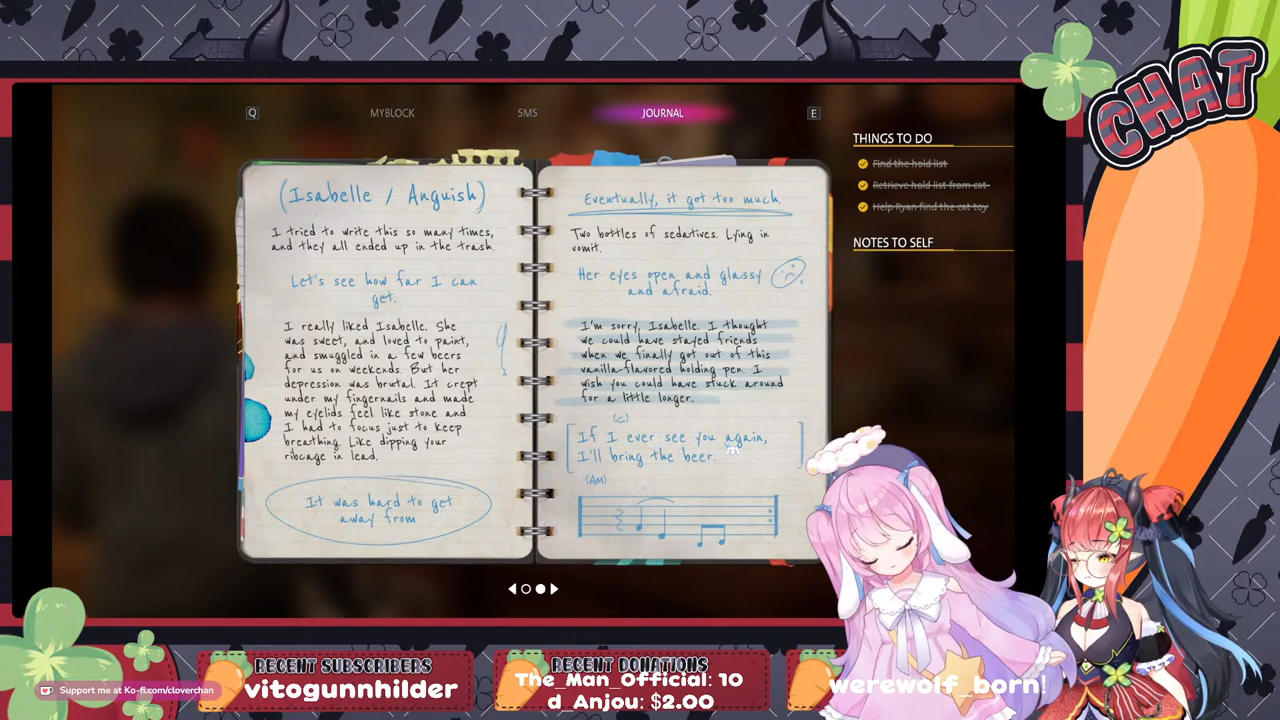 CHAT
Q
MYBLOCK
SMS
JOURNAL
E
THINGS TO DO
Find the hold list
Retrieve hold list from cat
Help Ryan find the cat toy
NOTES TO SELF
(Isabelle / Anguish)
I tried to write this so many times,
and they all ended up in the trash.
Let's see how far I can
get.
I really liked Isabelle. She
was sweet, and loved to paint,
and smuggled in a few beers
for us on weekends. But her
depression was brutal. It crept
under my fingernails and made
my eyelids feel like stone and
I had to focus just to keep
breathing. Like dipping your
ribcage in lead.
It was hard to get
away from.
Eventually, it got too much.
Two bottles of sedatives. Lying in
vomit.
Her eyes open and glassy
and afraid.
I'm sorry, Isabelle. I thought
we could have stayed friends
when we finally got out of this
vanilla-flavored holding pen. I
wish you could have stuck around
for a little longer.
(C)
If I ever see you again,
I'll bring the beer.
(AM)
Support me at Ko-fi.com/cloverchan
RECENT SUBSCRIBERS
vitogunnhilder
RECENT DONATIONS
The_Man_Official: 10
d_Anjou: $2.00
werewolf_born!